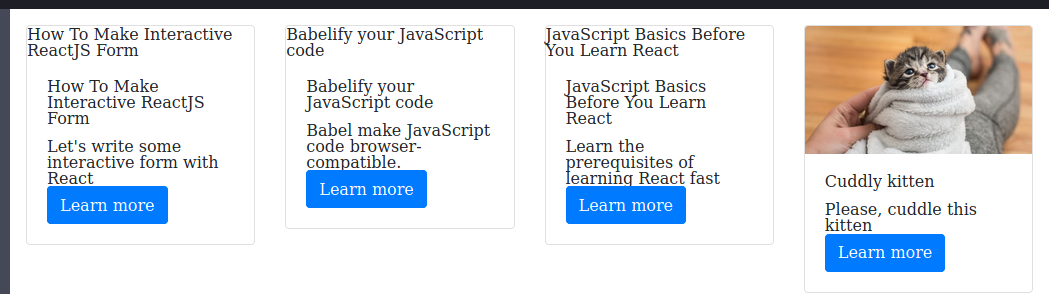 How To Make Interactive
ReactJS Form
How To Make
Interactive ReactJS
Form
Let's write some
interactive form with
React
Learn more
Babelify your JavaScript
code
Babelify your
JavaScript code
Babel make JavaScript
code browser-
compatible.
Learn more
JavaScript Basics Before
You Learn React
JavaScript Basics
Before You Learn
React
Learn the
prerequisites of
learning React fast
Learn more
Cuddly kitten
Please, cuddle this
kitten
Learn more